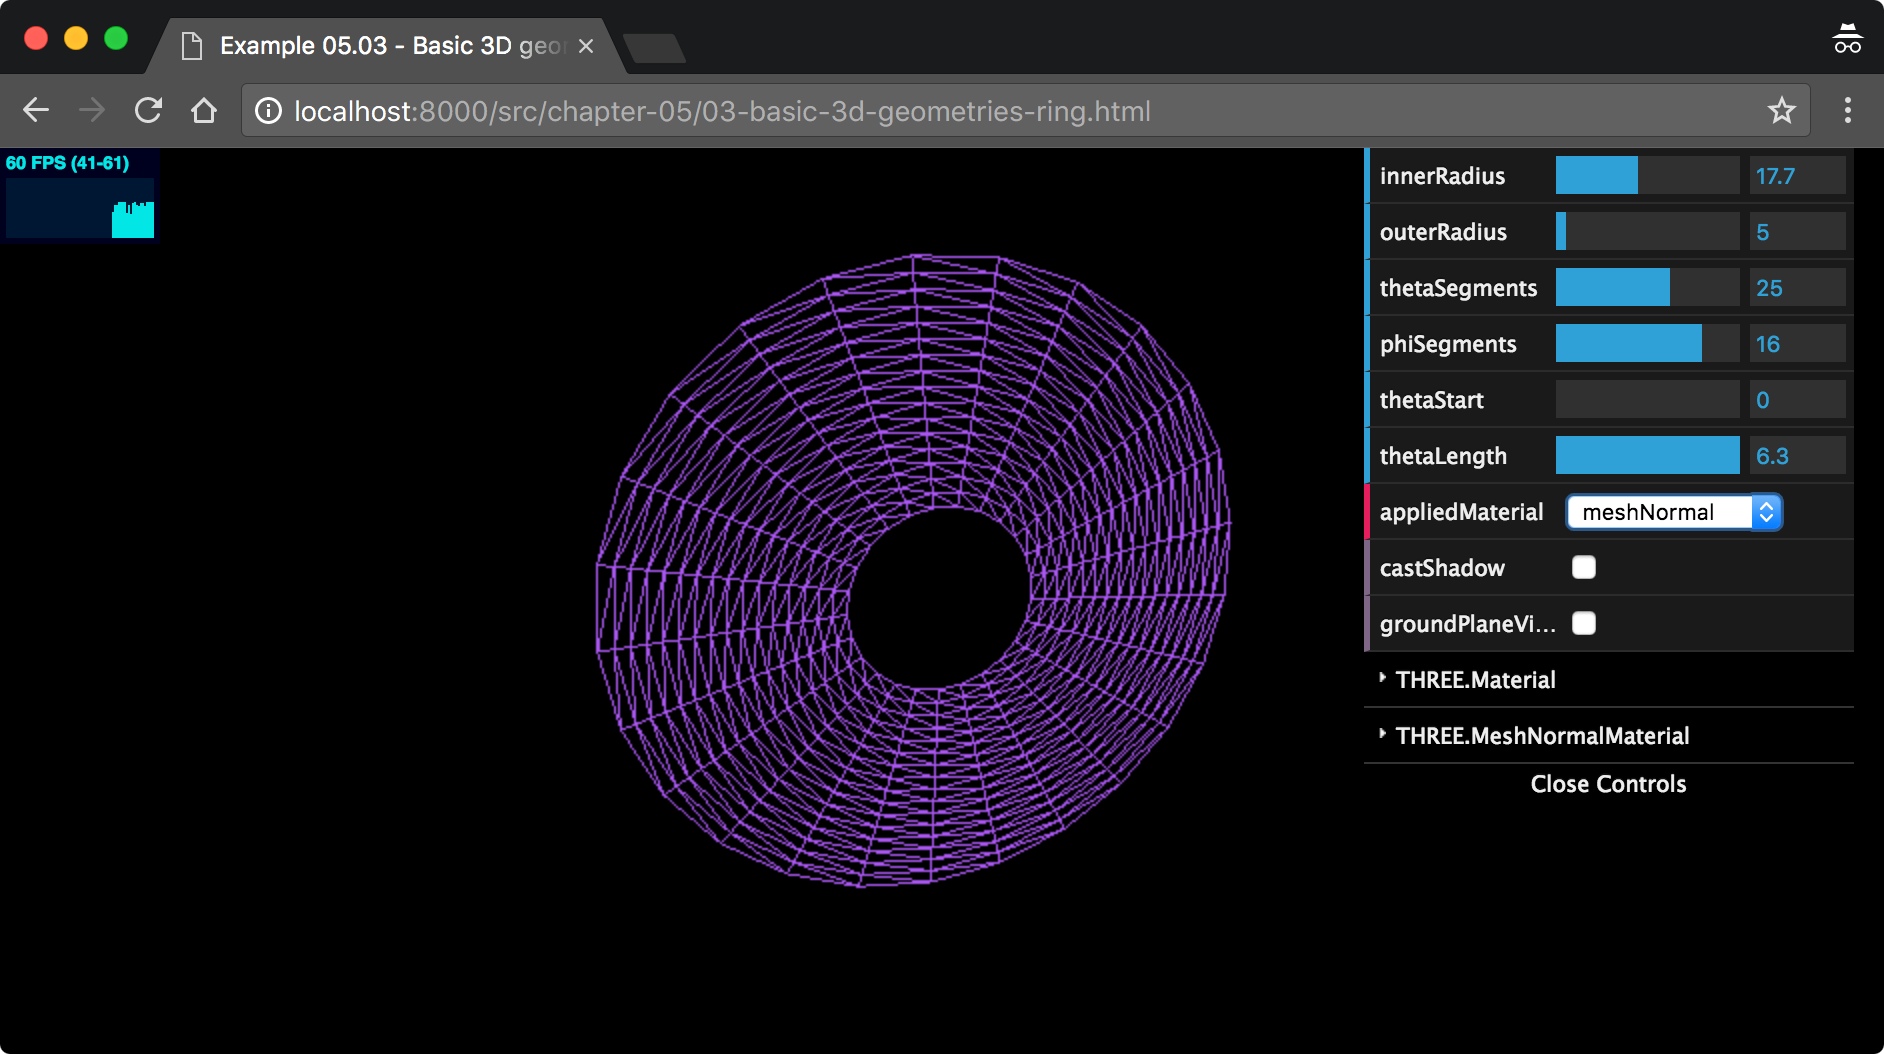 Example 05.03 - Basic 3D geor
localhost:8000/src/chapter-05/03-basic-3d-geometries-ring.html
60 FPS (41-61)
innerRadius 17.7
outerRadius 5
thetaSegments 25
phiSegments 16
thetaStart 0
thetaLength 6.3
appliedMaterial meshNormal
castShadow
groundPlaneVi...
THREE.Material
THREE.MeshNormalMaterial
Close Controls